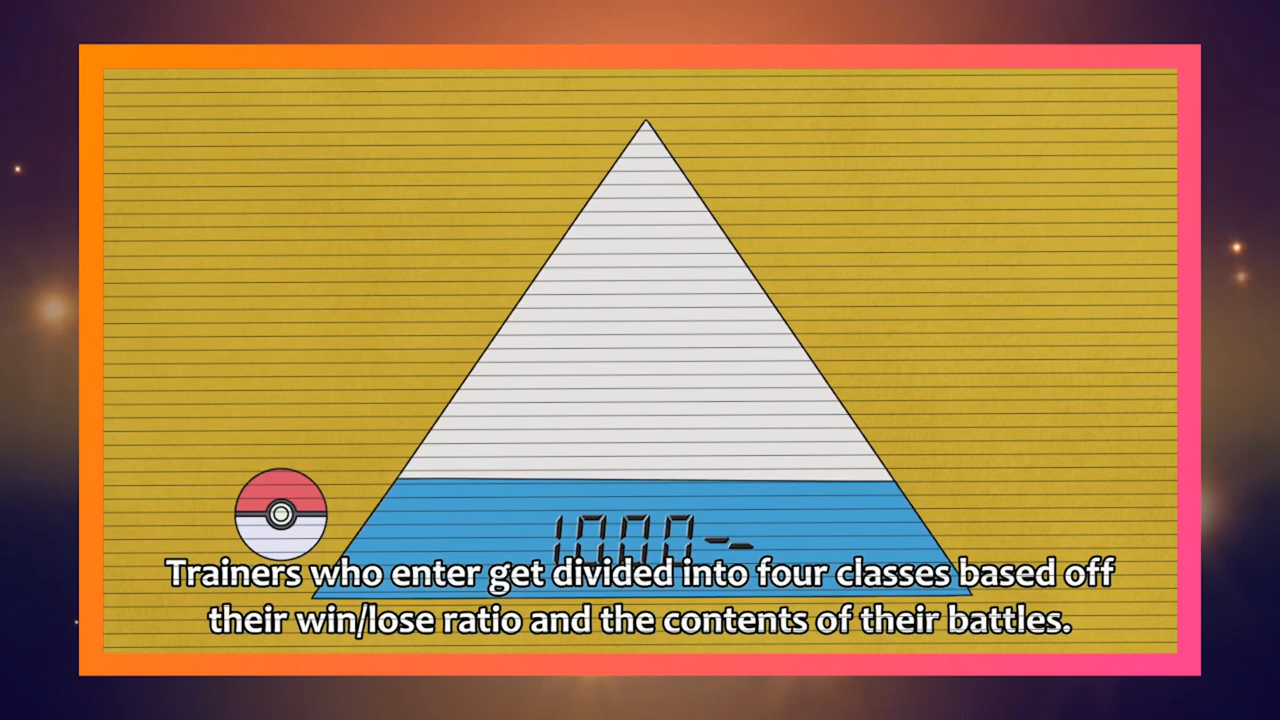 1000--
Trainers who enter get divided into four classes based off
their win/lose ratio and the contents of their battles.